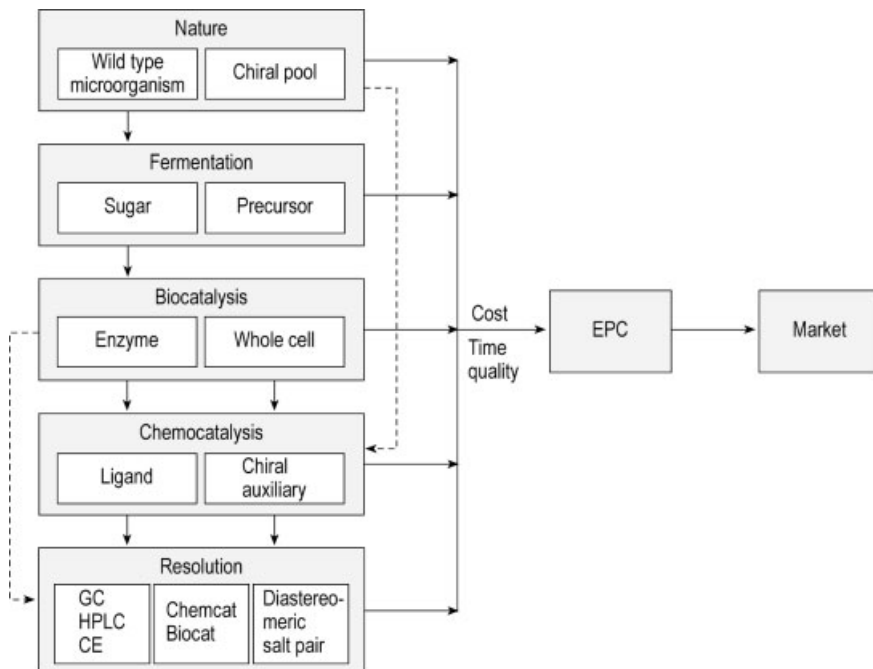 Nature
Wild type
microorganism
Chiral pool
Fermentation
Sugar
Precursor
Biocatalysis
Enzyme
Whole cell
Chemocatalysis
Ligand
Chiral
auxiliary
Resolution
GC
HPLC
CE
Chemcat
Biocat
Diastereo-
meric
salt pair
Cost
Time
quality
EPC
Market